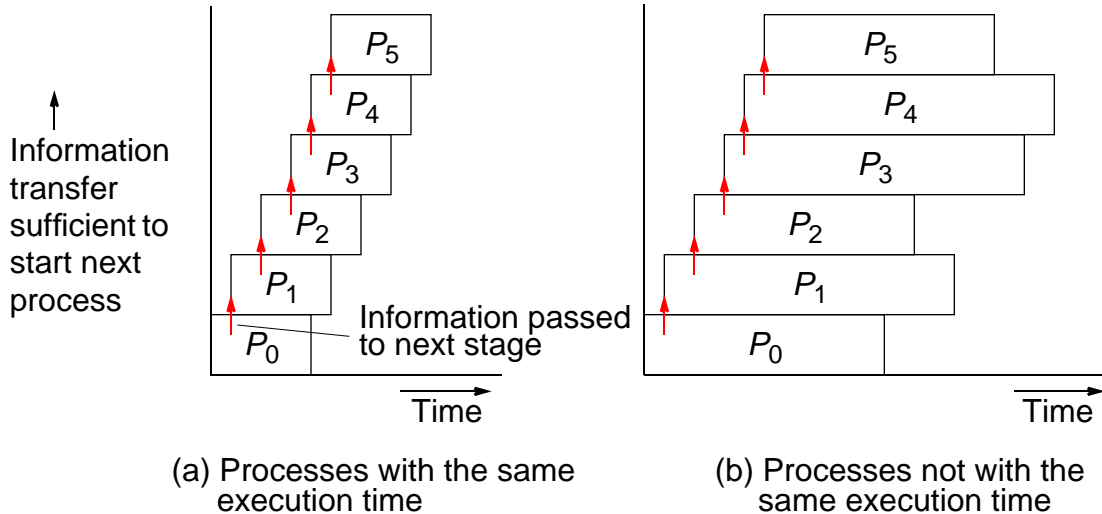 P5
P4
P3
P2
P1
P0
Information
transfer
sufficient to
start next
process
Information passed
to next stage
Time
(a) Processes with the same
execution time
P5
P4
P3
P2
P1
P0
Time
(b) Processes not with the
same execution time